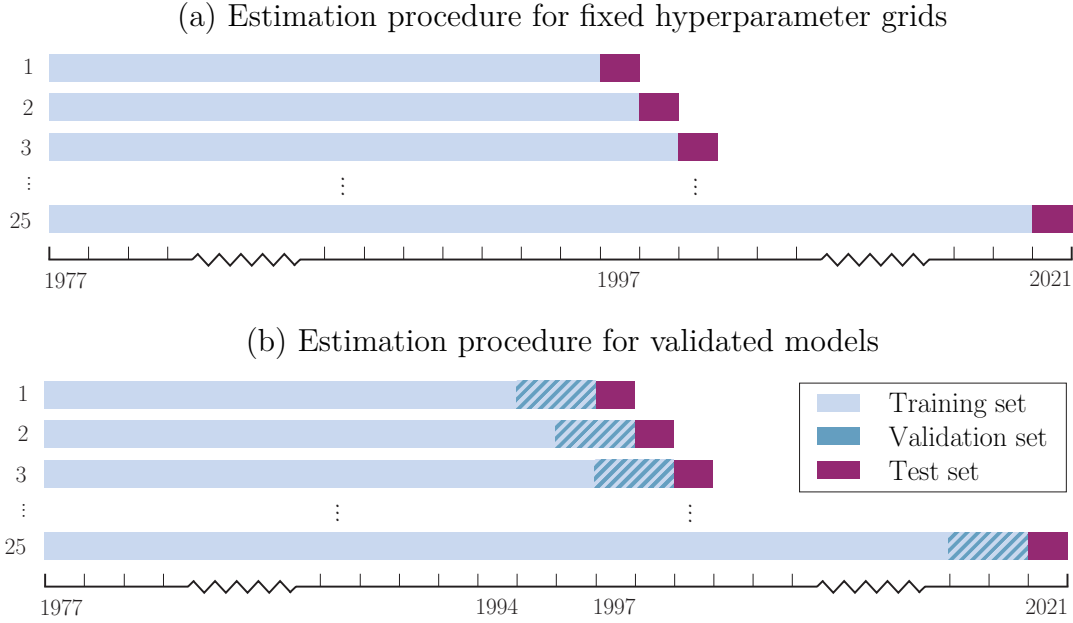 (a) Estimation procedure for fixed hyperparameter grids
1
2
3
⋮
⋮ ⋮
25
1977 1997 2021
(b) Estimation procedure for validated models
1
2
3
⋮
⋮ ⋮
25
Training set
Validation set
Test set
1977 1994 1997 2021